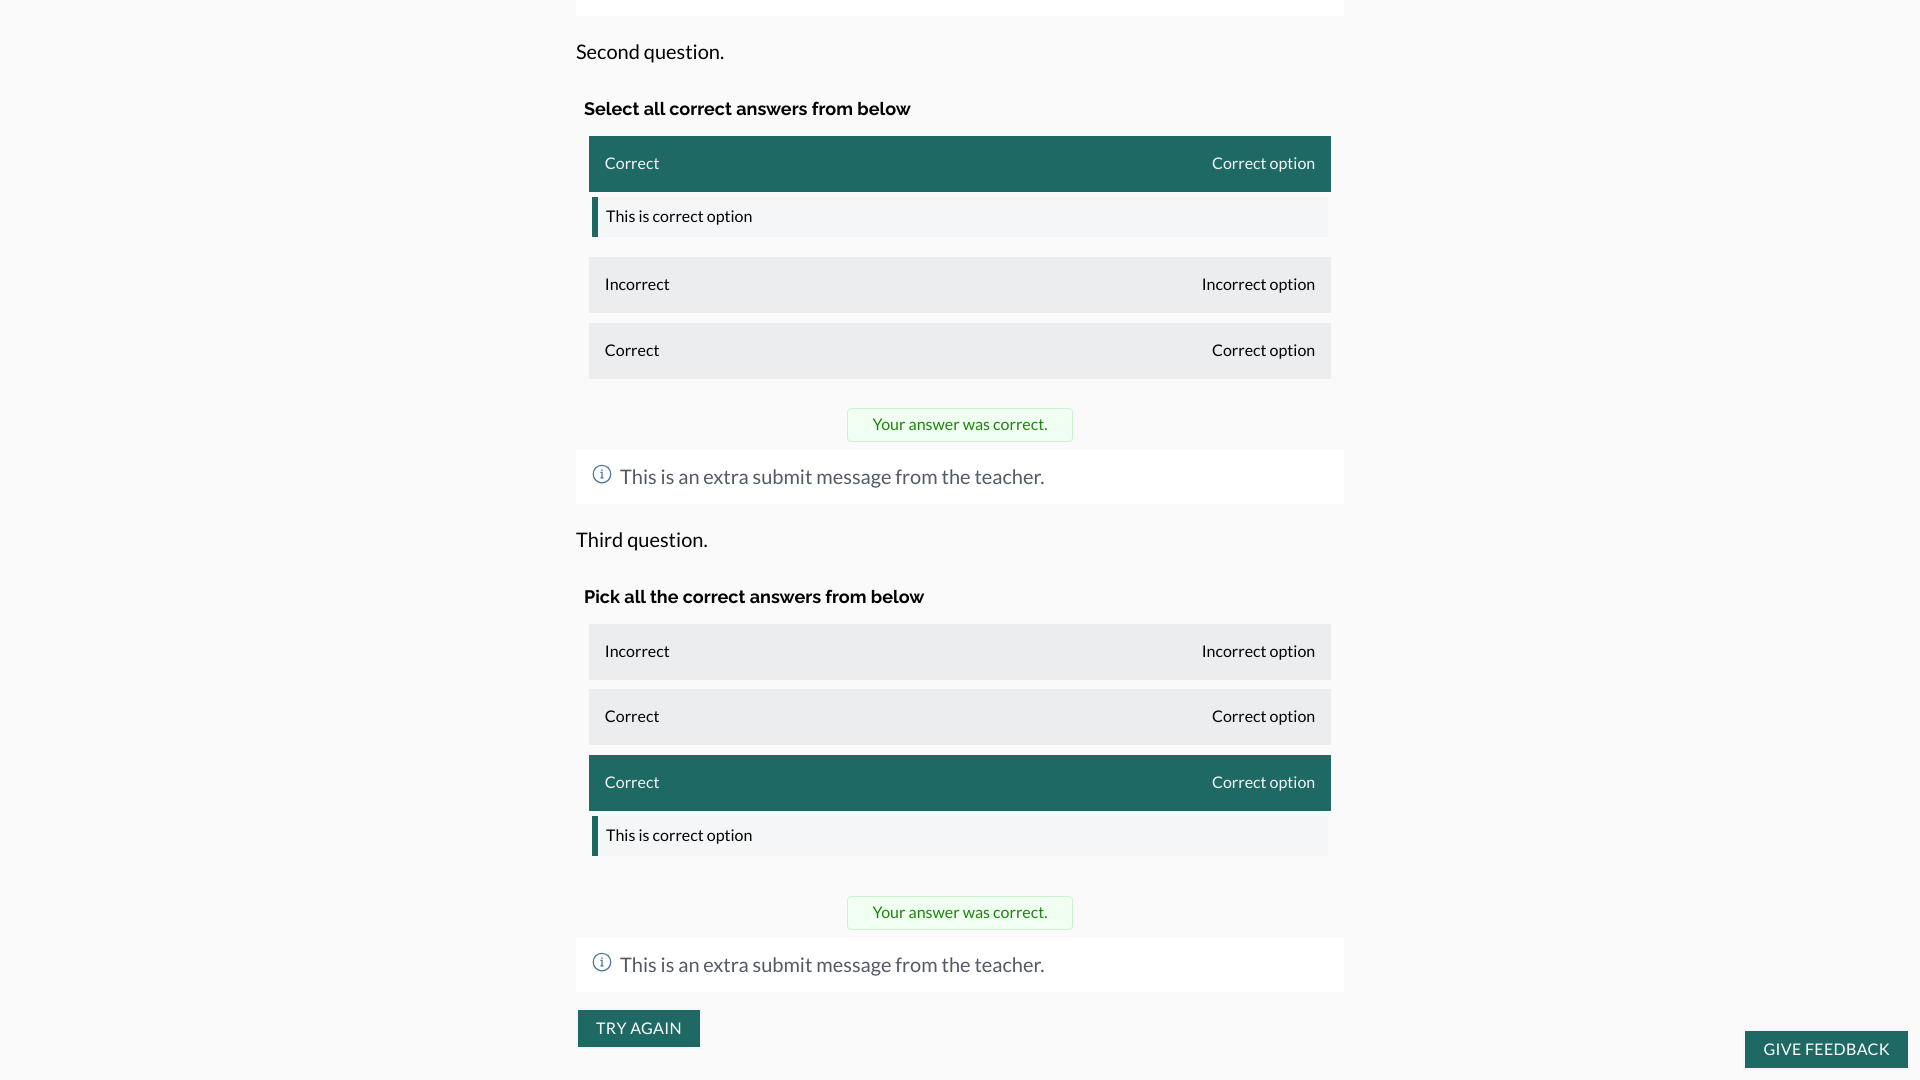 Second question.
Select all correct answers from below
Correct Correct option
This is correct option
Incorrect Incorrect option
Correct Correct option
Your answer was correct.
This is an extra submit message from the teacher.
Third question.
Pick all the correct answers from below
Incorrect Incorrect option
Correct Correct option
Correct Correct option
This is correct option
Your answer was correct.
This is an extra submit message from the teacher.
TRY AGAIN
GIVE FEEDBACK